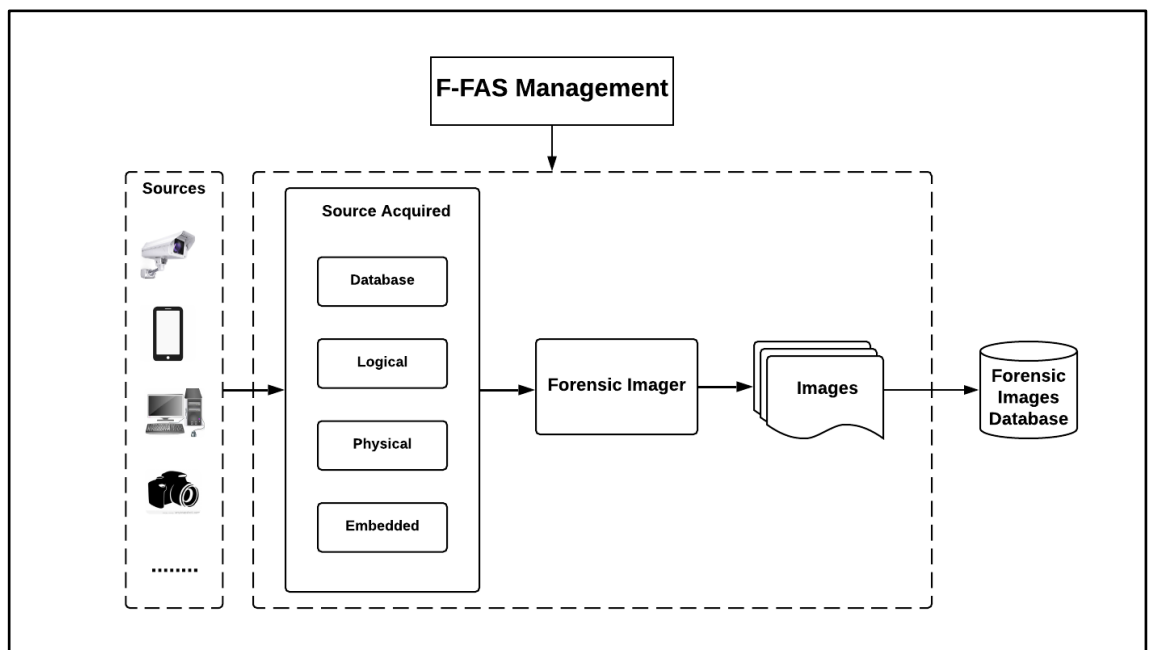 F-FAS Management
Sources
........
Source Acquired
Database
Logical
Physical
Embedded
Forensic Imager
Images
Forensic
Images
Database